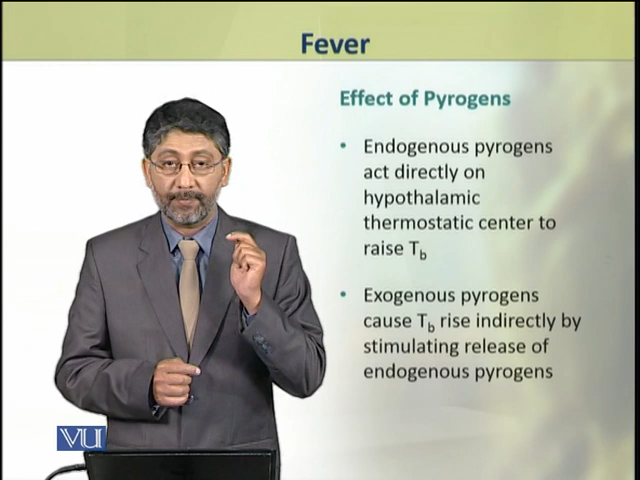 Fever
Effect of Pyrogens
• Endogenous pyrogens
act directly on
hypothalamic
thermostatic center to
raise Tb
• Exogenous pyrogens
cause Tb rise indirectly by
stimulating release of
endogenous pyrogens
VU